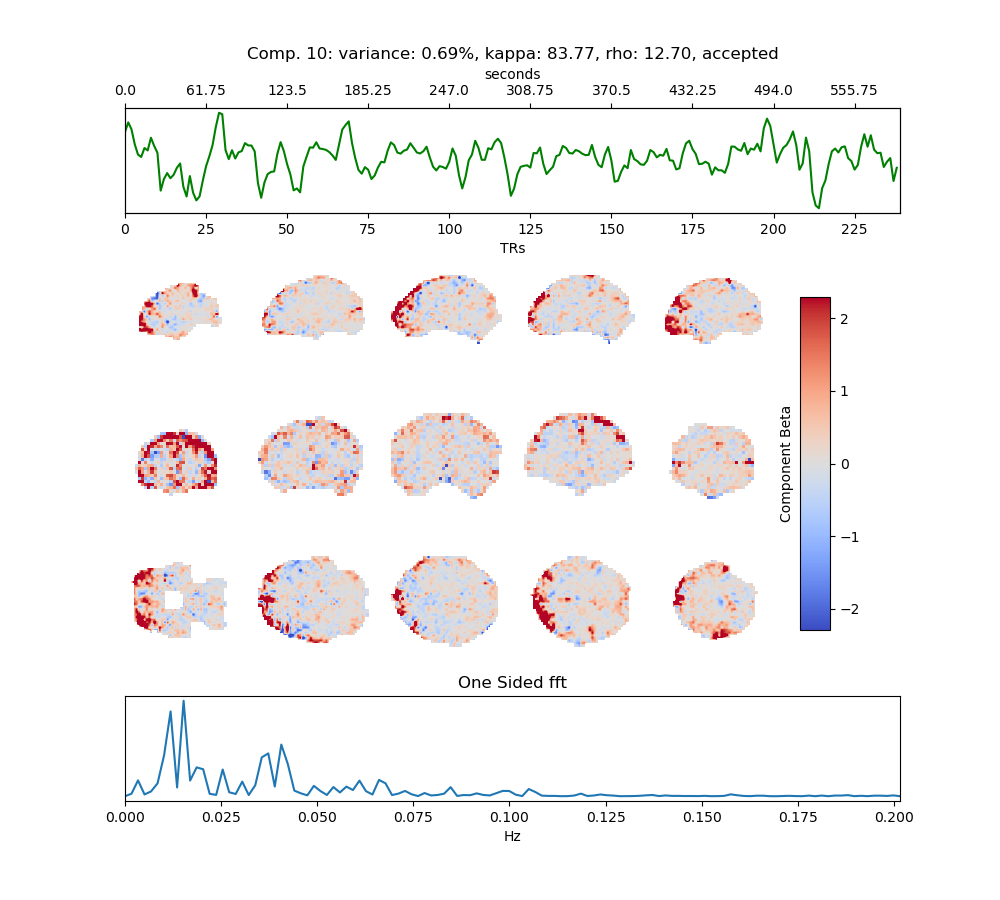 Comp. 10: variance: 0.69%, kappa: 83.77, rho: 12.70, accepted
seconds
0.0 61.75 123.5 185.25 247.0 308.75 370.5 432.25 494.0 555.75
0 25 50 75 100 125 150 175 200 225
TRs
2
1
0
−1
−2
Component Beta
One Sided fft
0.000 0.025 0.050 0.075 0.100 0.125 0.150 0.175 0.200
Hz